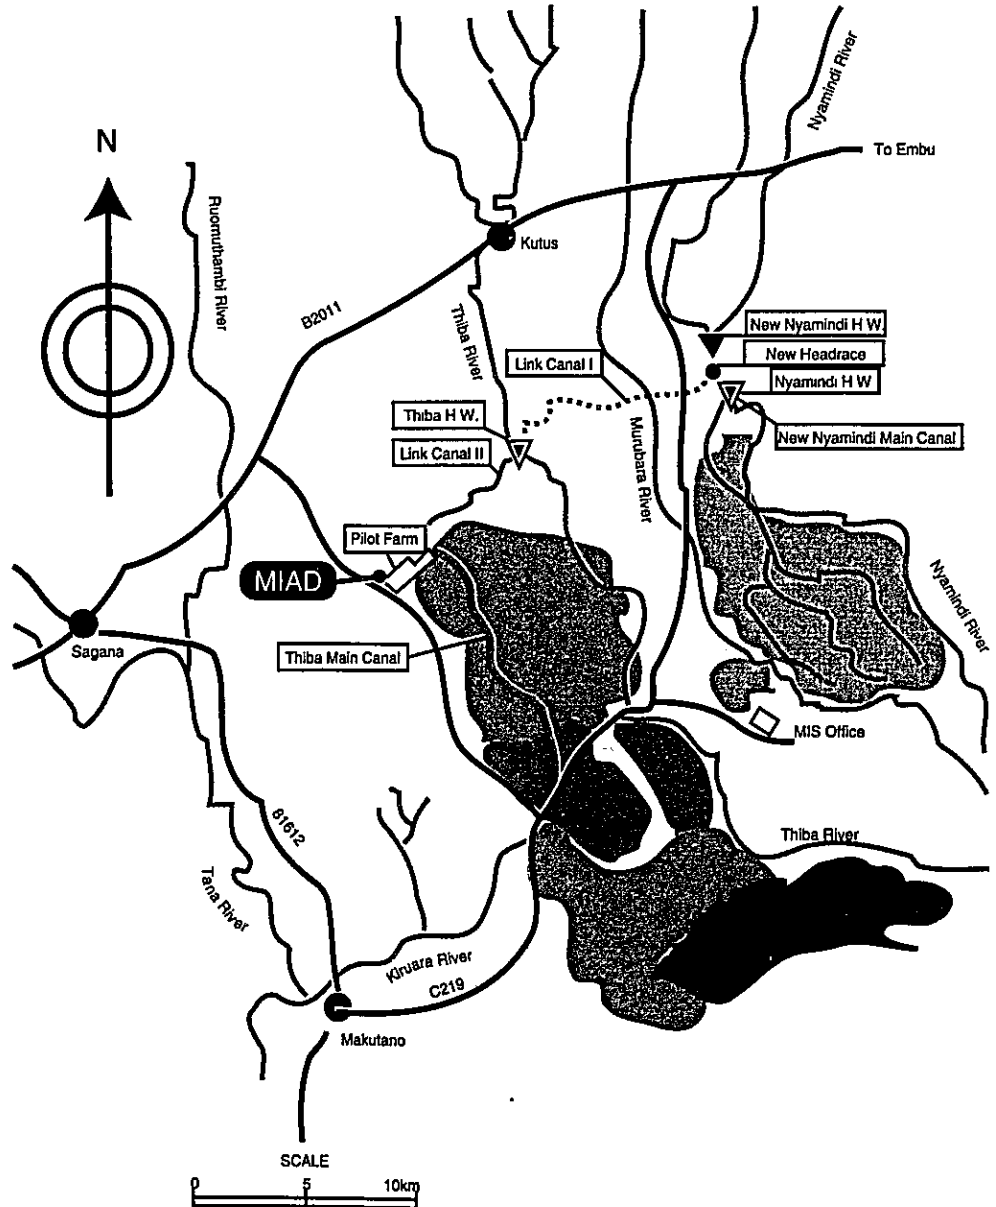 Nyamindi River
N
To Embu
Ruomuthambi River
Kutus
B2011
Thiba River
New Nyamindi H W.
New Headrace
Link Canal I
Nyamindi H W
Thiba H W.
New Nyamindi Main Canal
Link Canal II
Murubara River
Pilot Farm
MIAD
Nyamindi River
Sagana
Thiba Main Canal
MIS Office
81612
Thiba River
Tana River
Kiruara River
C219
Makutano
SCALE
0 5 10km